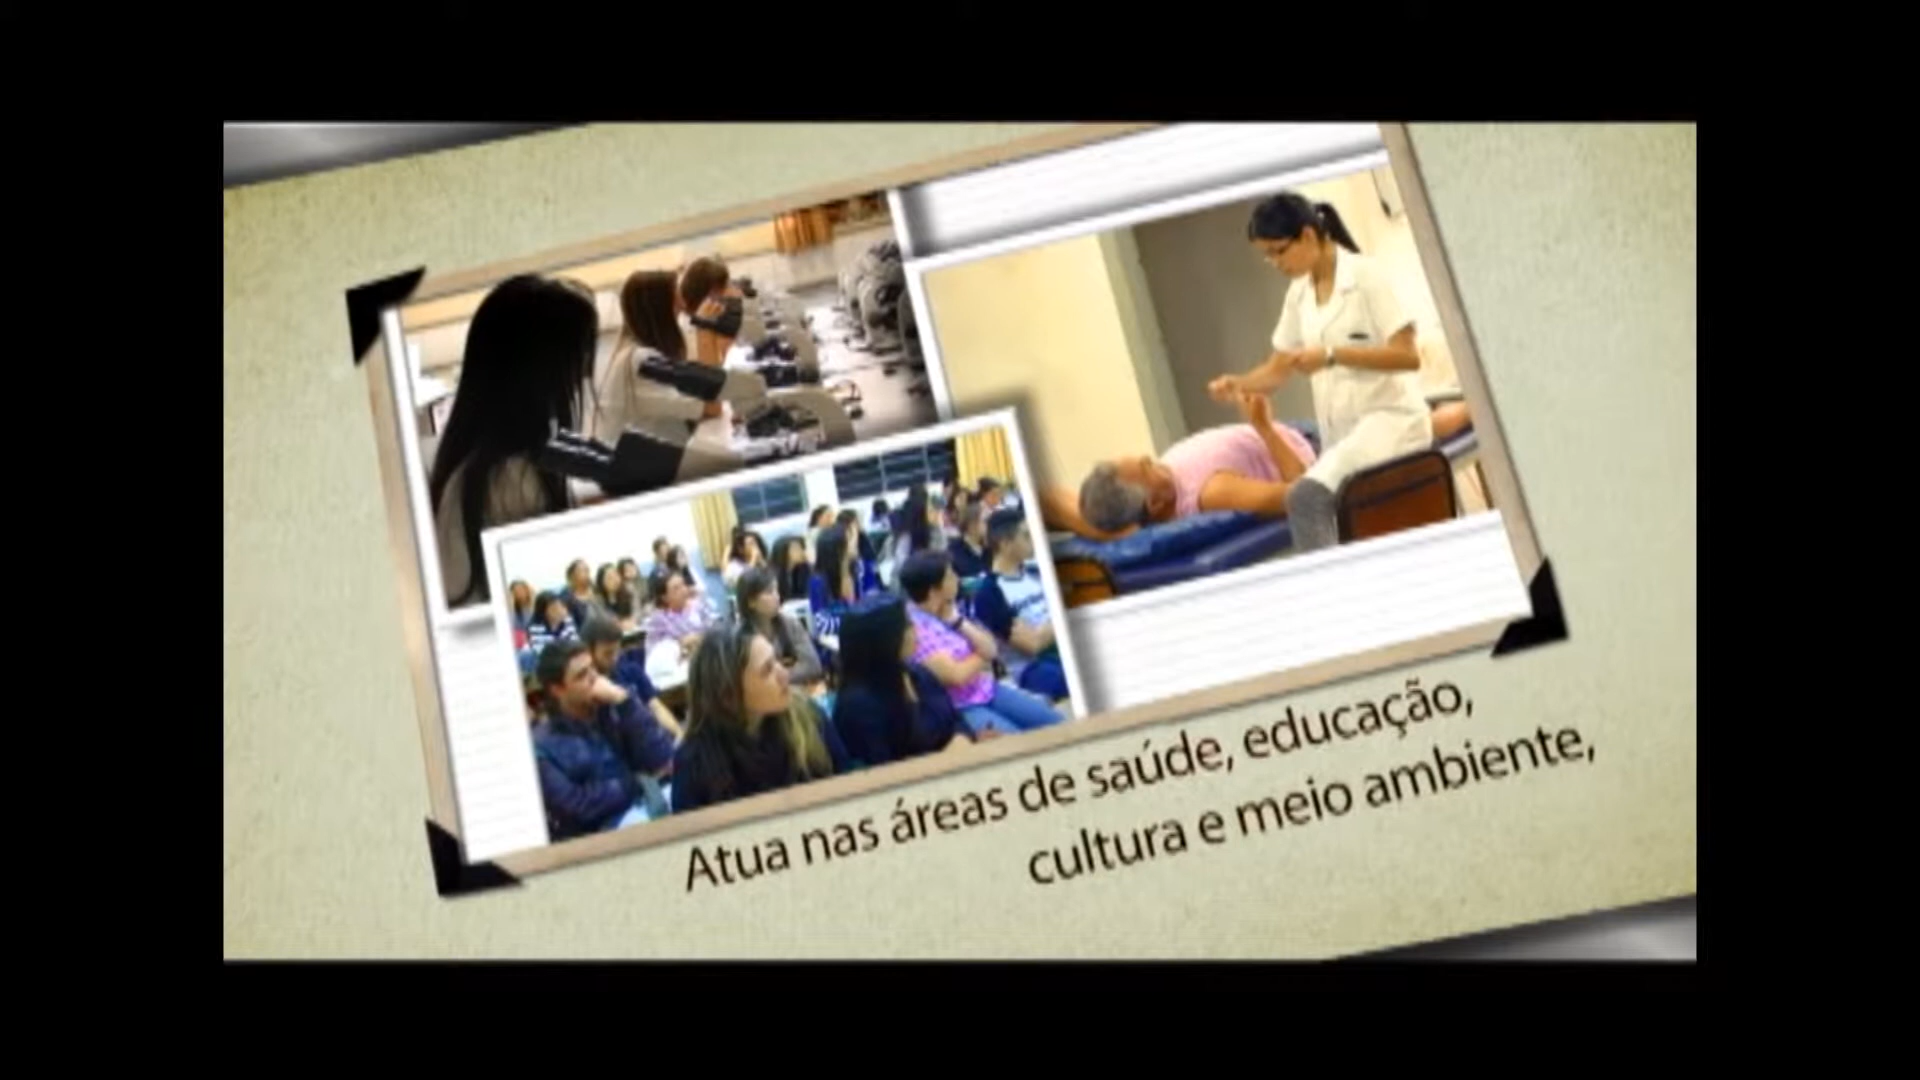 Atua nas áreas de saúde, educação,
cultura e meio ambiente,